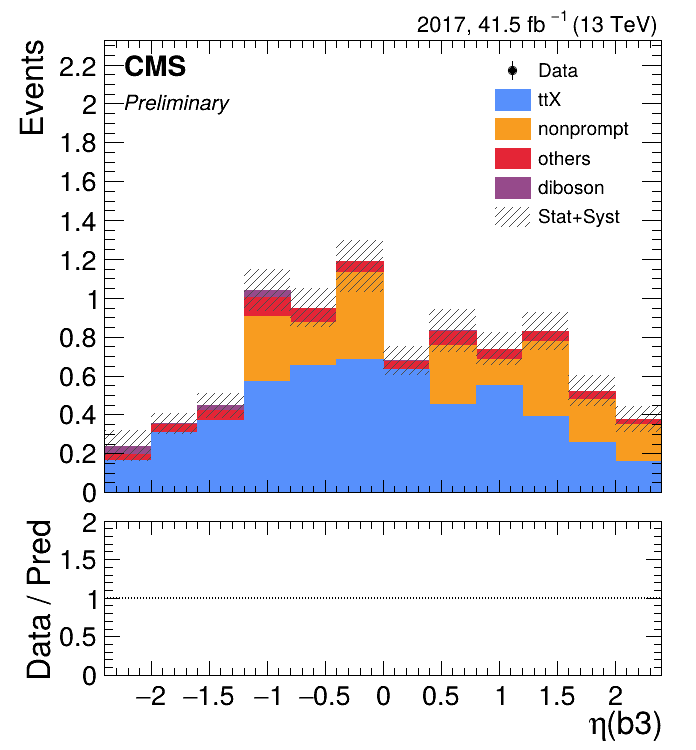 2017, 41.5 fb⁻¹ (13 TeV)
CMS
Preliminary
Events
2.2
2
1.8
1.6
1.4
1.2
1
0.8
0.6
0.4
0.2
0
Data
ttX
nonprompt
others
diboson
Stat+Syst
Data / Pred
2
1.5
1
0.5
0
−2 −1.5 −1 −0.5 0 0.5 1 1.5 2
η(b3)